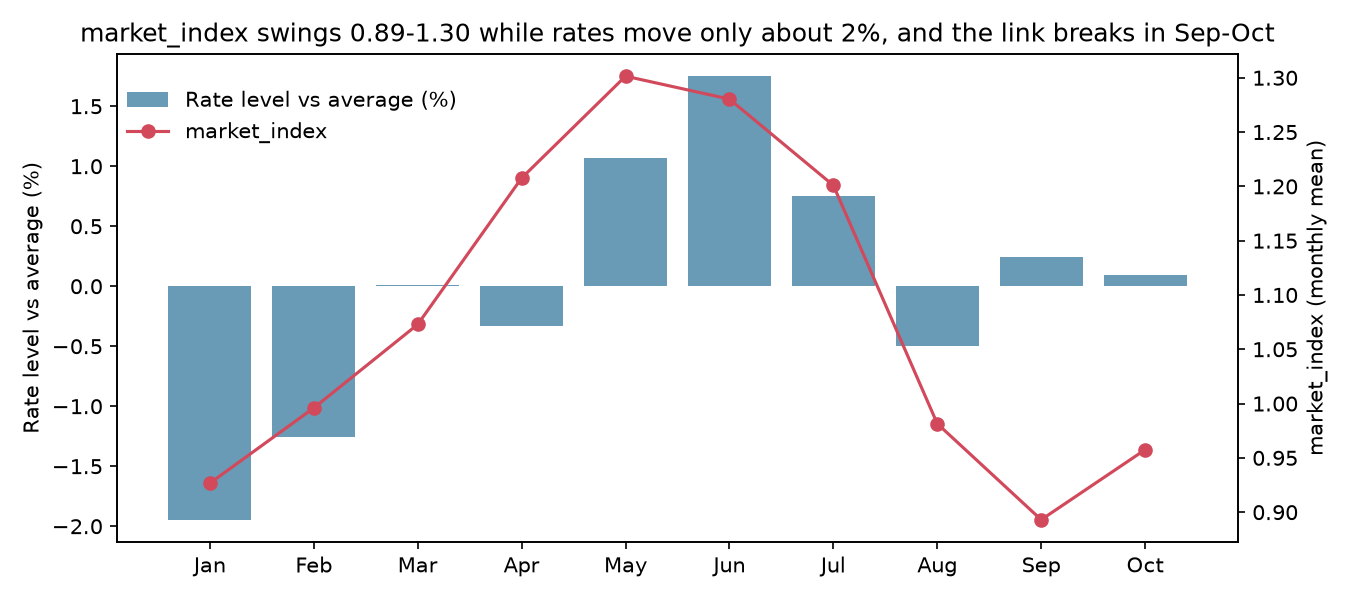 market_index swings 0.89-1.30 while rates move only about 2%, and the link breaks in Sep-Oct
Rate level vs average (%)
market_index
Rate level vs average (%)
1.5
1.0
0.5
0.0
−0.5
−1.0
−1.5
−2.0
1.30
1.25
1.20
1.15
1.10
1.05
1.00
0.95
0.90
market_index (monthly mean)
Jan Feb Mar Apr May Jun Jul Aug Sep Oct